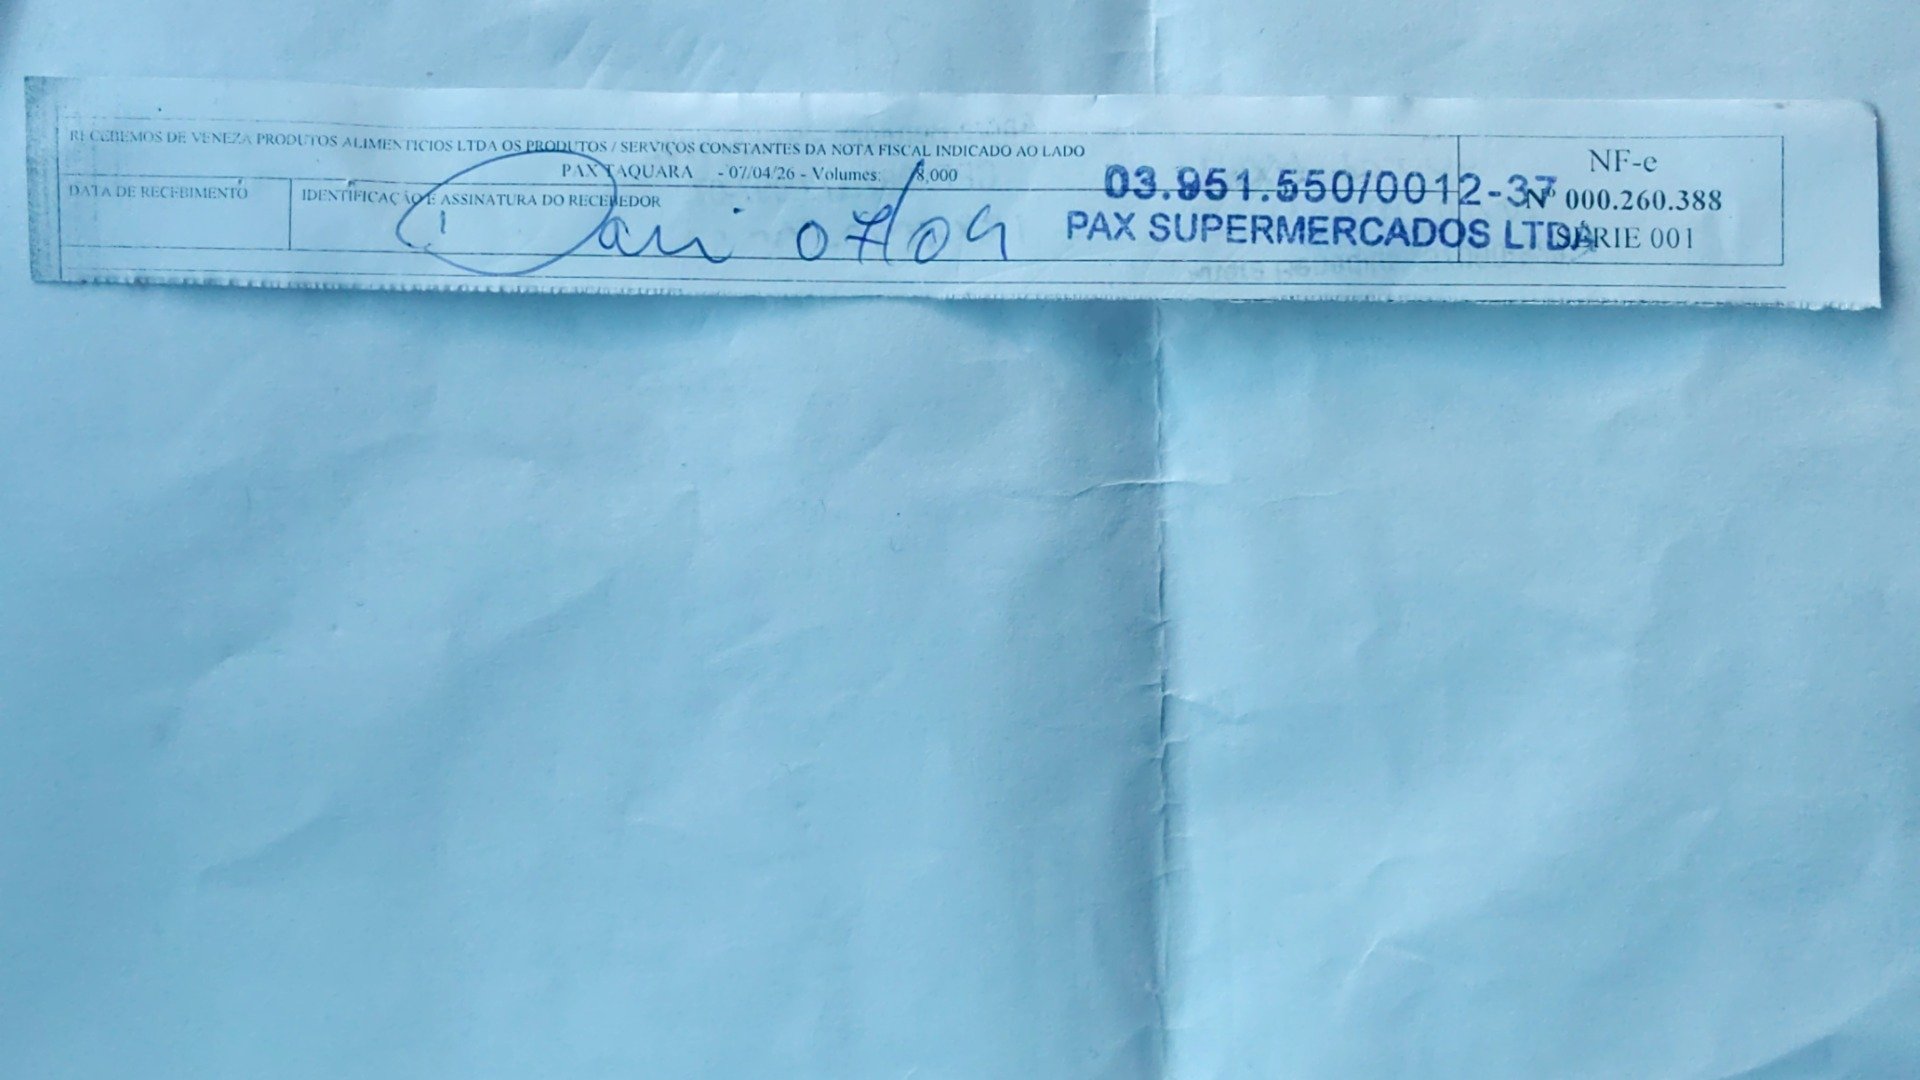 RECEBEMOS DE VENEZA PRODUTOS ALIMENTICIOS LTDA OS PRODUTOS / SERVIÇOS CONSTANTES DA NOTA FISCAL INDICADO AO LADO
PAX TAQUARA - 07/04/26 - Volumes: 8,000
DATA DE RECEBIMENTO
IDENTIFICAÇÃO E ASSINATURA DO RECEBEDOR
Dani 07/04
03.951.550/0012-37
PAX SUPERMERCADOS LTDA
NF-e
Nº 000.260.388
SÉRIE 001